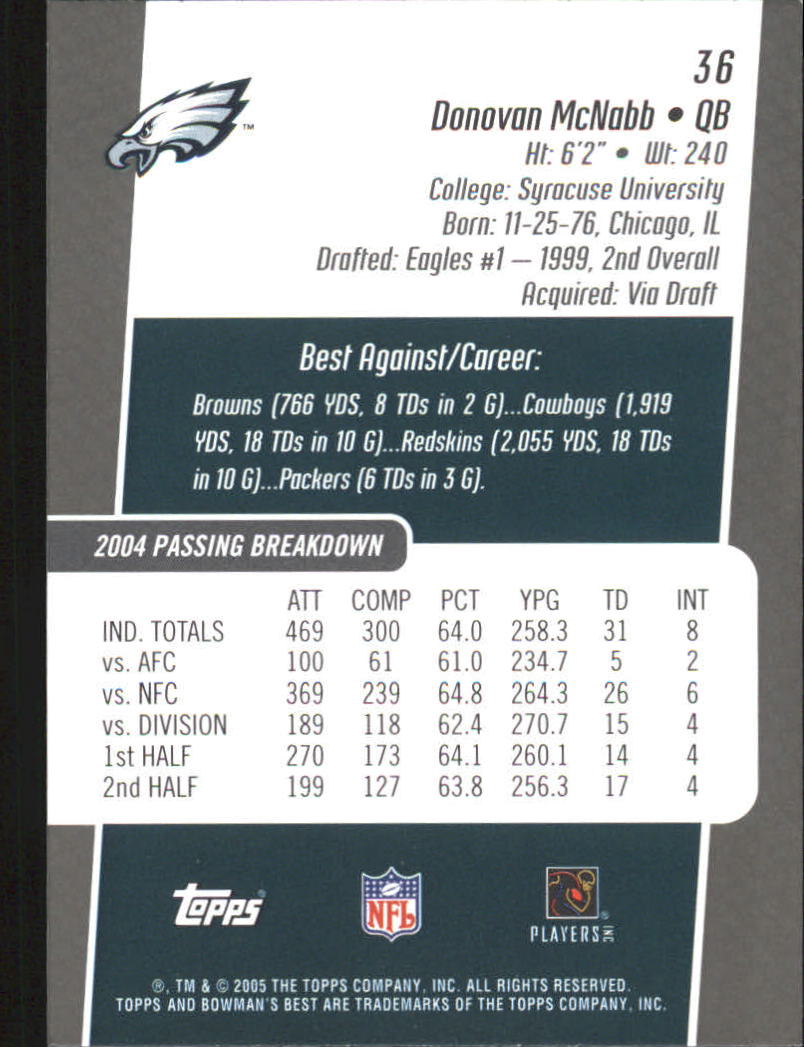 36
Donovan McNabb • QB
Ht: 6'2" • Wt: 240
College: Syracuse University
Born: 11-25-76, Chicago, IL
Drafted: Eagles #1 — 1999, 2nd Overall
Acquired: Via Draft
™
Best Against/Career:
Browns (766 YDS, 8 TDs in 2 G)...Cowboys (1,919
YDS, 18 TDs in 10 G)...Redskins (2,055 YDS, 18 TDs
in 10 G)...Packers (6 TDs in 3 G).
2004 PASSING BREAKDOWN
ATT COMP PCT YPG TD INT
IND. TOTALS 469 300 64.0 258.3 31 8
vs. AFC 100 61 61.0 234.7 5 2
vs. NFC 369 239 64.8 264.3 26 6
vs. DIVISION 189 118 62.4 270.7 15 4
1st HALF 270 173 64.1 260.1 14 4
2nd HALF 199 127 63.8 256.3 17 4
Topps®
NFL
®
PLAYERS INC
®, TM & © 2005 THE TOPPS COMPANY, INC. ALL RIGHTS RESERVED.
TOPPS AND BOWMAN'S BEST ARE TRADEMARKS OF THE TOPPS COMPANY, INC.